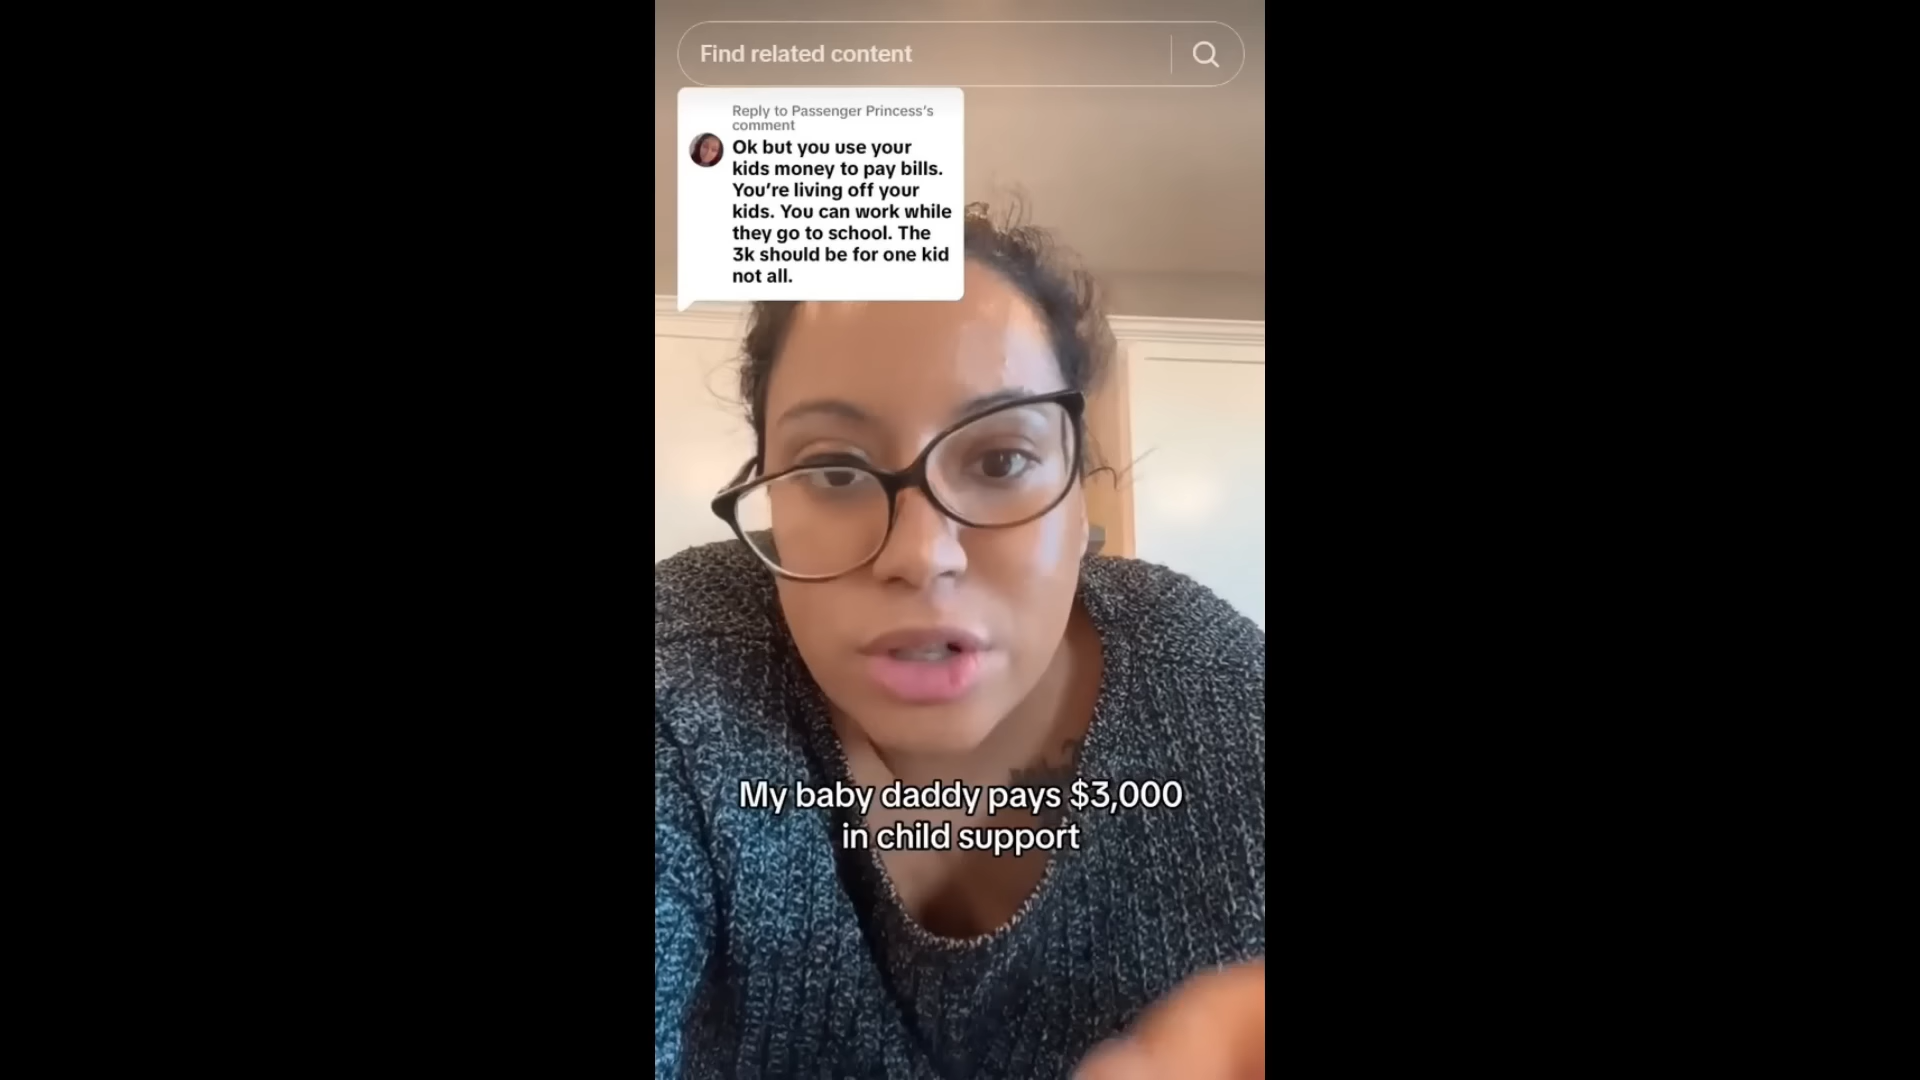 Find related content
Reply to Passenger Princess's
comment
Ok but you use your
kids money to pay bills.
You’re living off your
kids. You can work while
they go to school. The
3k should be for one kid
not all.
My baby daddy pays $3,000
in child support